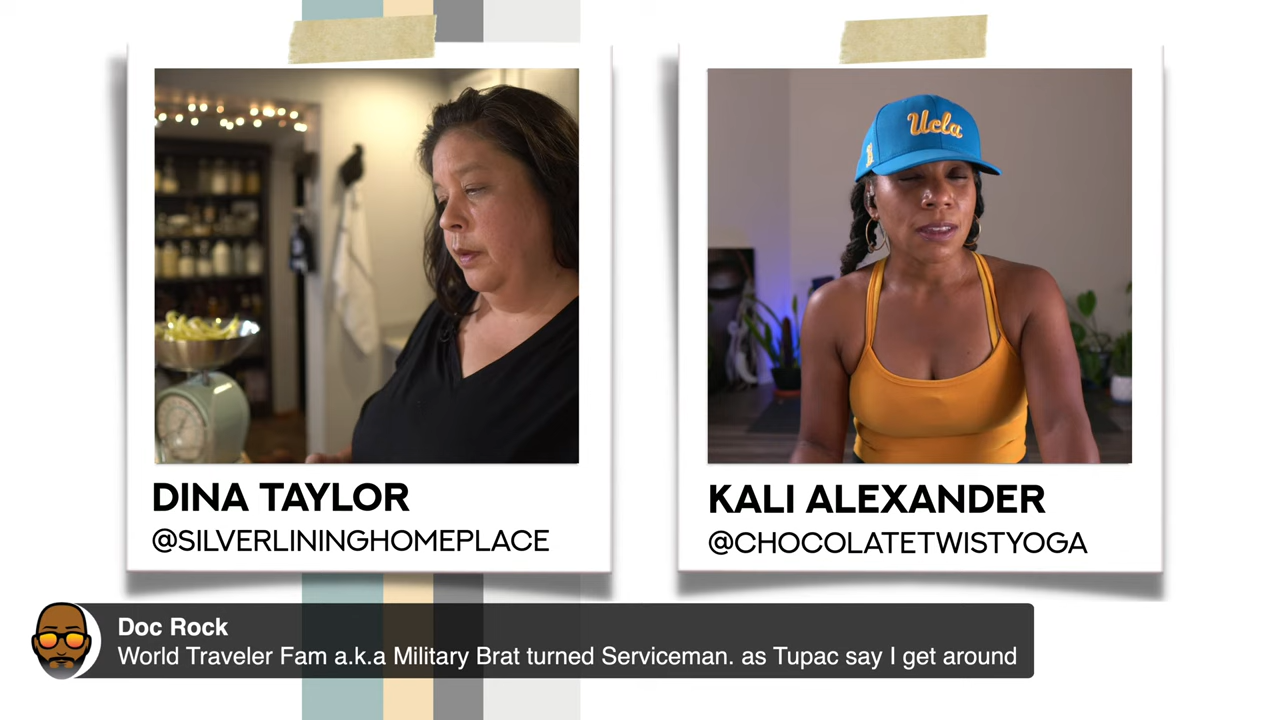 Ucla
DINA TAYLOR
@SILVERLININGHOMEPLACE
KALI ALEXANDER
@CHOCOLATETWISTYOGA
Doc Rock
World Traveler Fam a.k.a Military Brat turned Serviceman. as Tupac say I get around